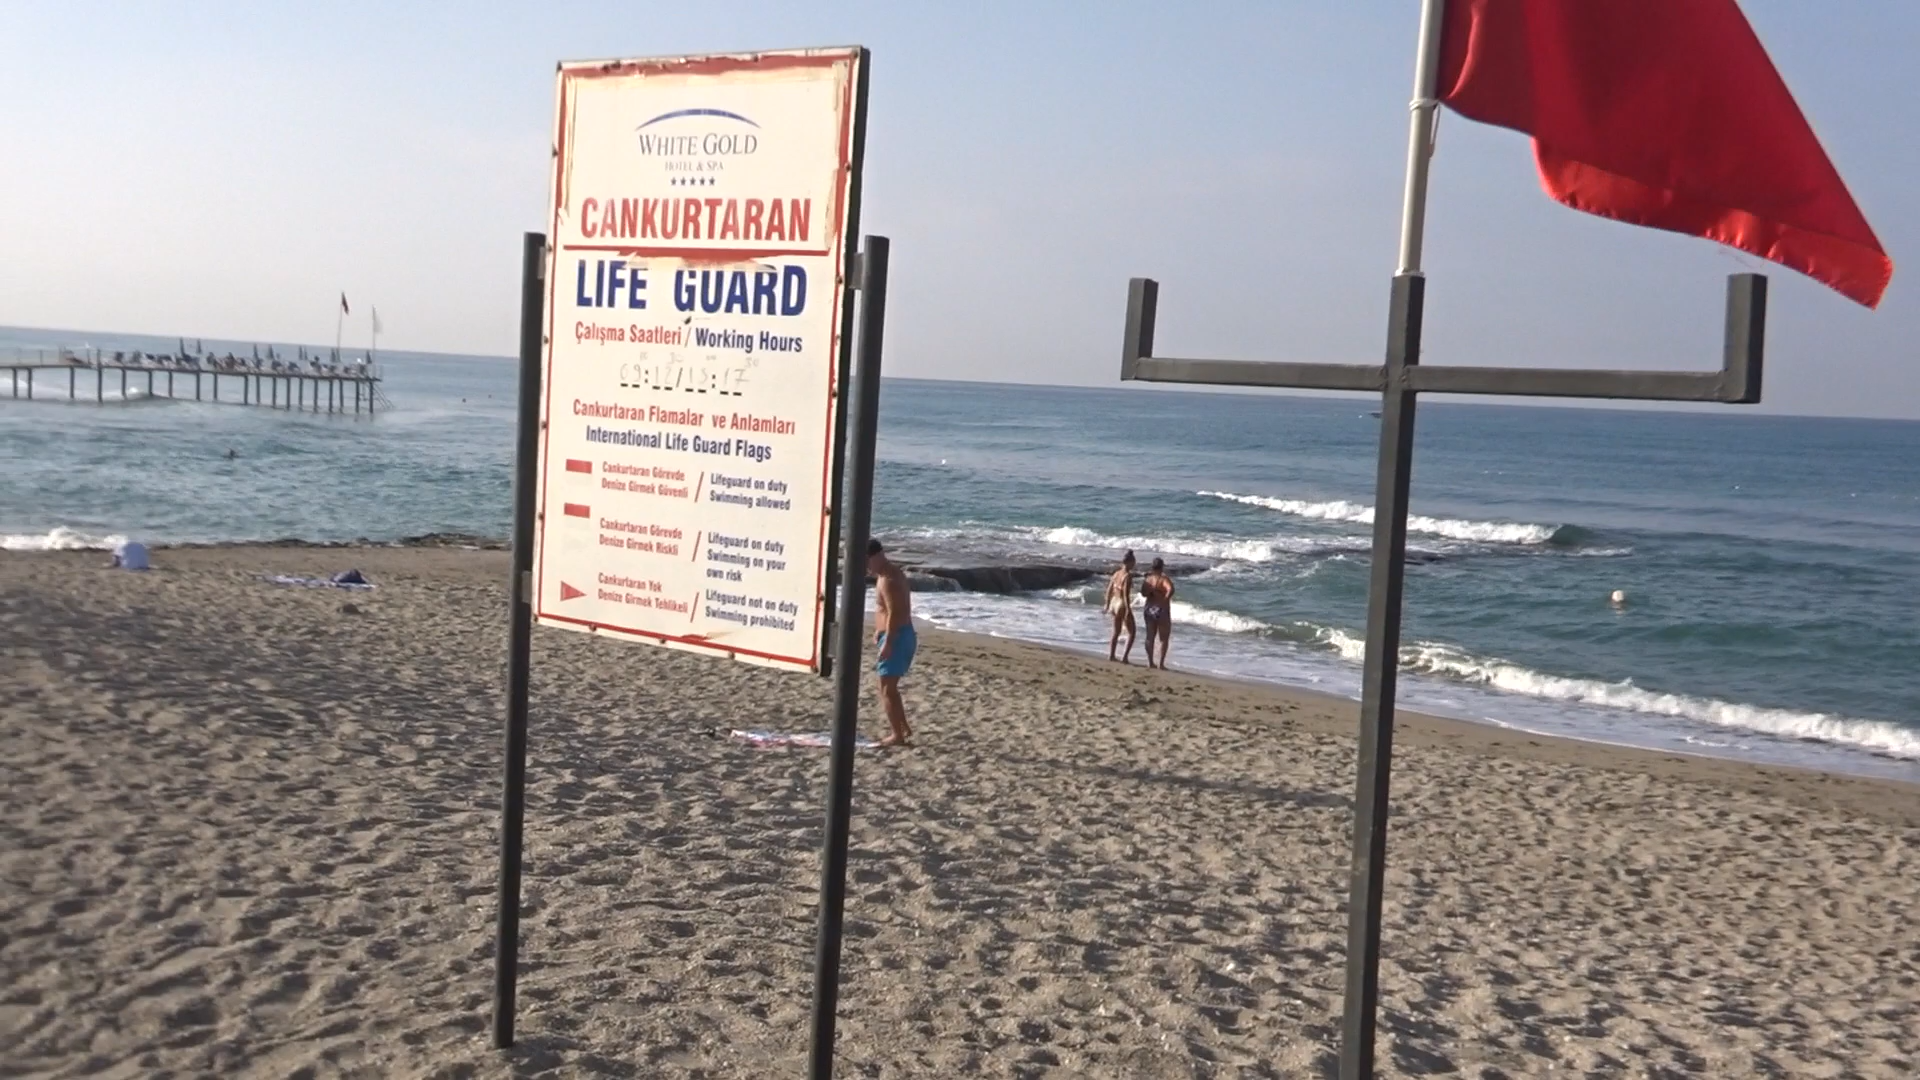 WHITE GOLD
HOTEL & SPA
CANKURTARAN
LIFE GUARD
Çalışma Saatleri / Working Hours
Cankurtaran Flamalar ve Anlamları
International Life Guard Flags
Cankurtaran Görevde
Denize Girmek Güvenli / Lifeguard on duty
Swimming allowed
Cankurtaran Görevde
Denize Girmek Riskli / Lifeguard on duty
Swimming on your
own risk
Cankurtaran Yok
Denize Girmek Tehlikeli / Lifeguard not on duty
Swimming prohibited